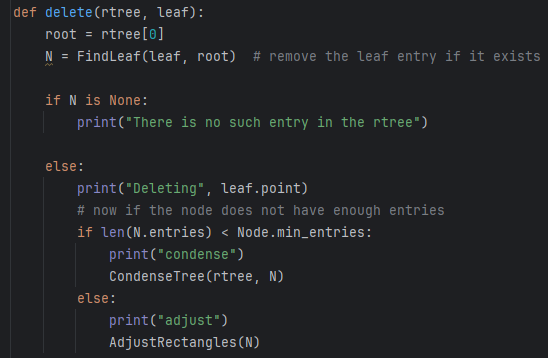 def delete(rtree, leaf):
    root = rtree[0]
    N = FindLeaf(leaf, root)  # remove the leaf entry if it exists
    if N is None:
        print("There is no such entry in the rtree")
    else:
        print("Deleting", leaf.point)
        # now if the node does not have enough entries
        if len(N.entries) < Node.min_entries:
            print("condense")
            CondenseTree(rtree, N)
        else:
            print("adjust")
            AdjustRectangles(N)